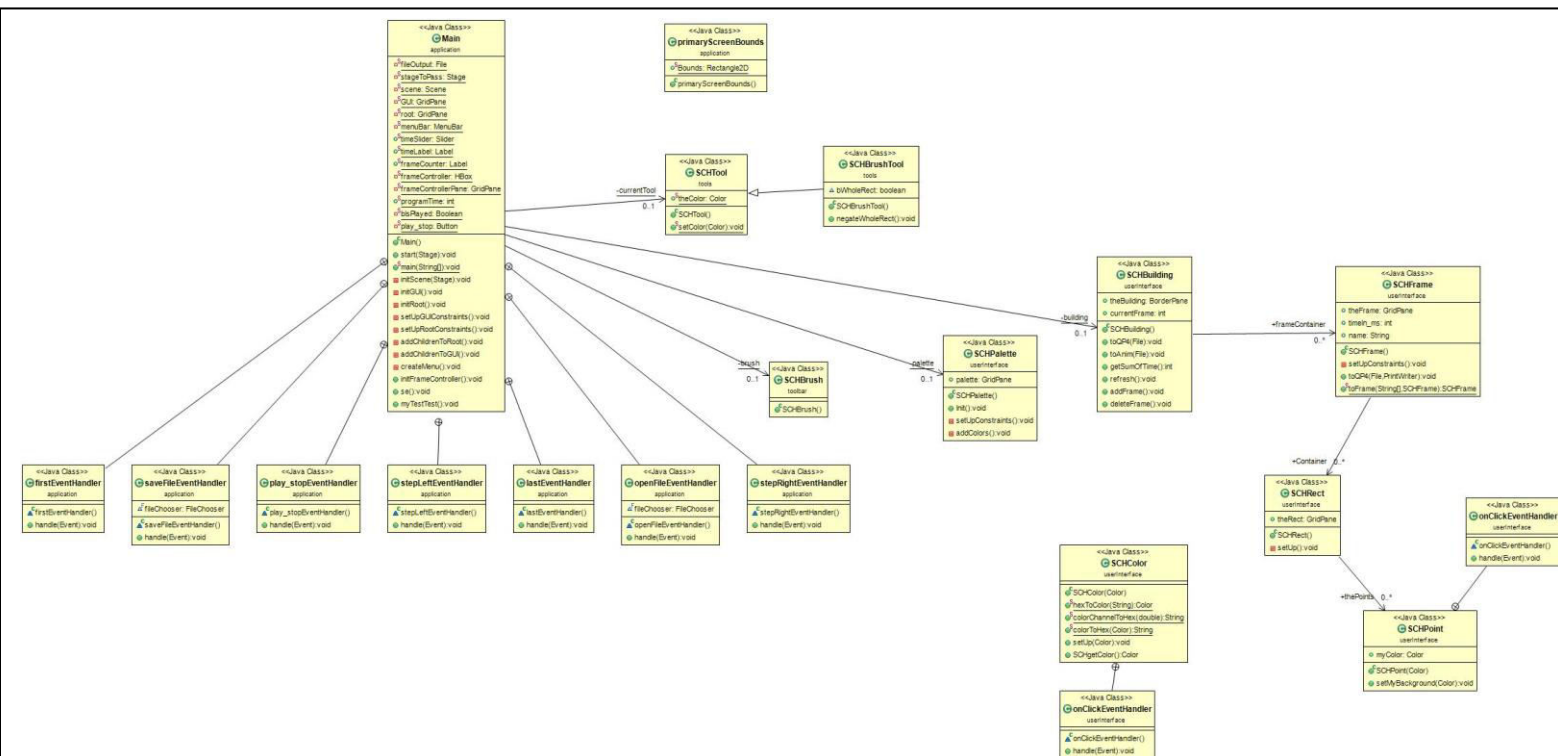 <<Java Class>>
Main
application
fileOutput: File
stageToPass: Stage
scene: Scene
GUI: GridPane
root: GridPane
menuBar: MenuBar
timeSlider: Slider
timeLabel: Label
frameCounter: Label
frameController: HBox
frameControllerPane: GridPane
programTime: int
bIsPlayed: Boolean
play_stop: Button
Main()
start(Stage):void
main(String[]):void
initScene(Stage):void
initGUI():void
initRoot():void
setUpGUIConstraints():void
setUpRootConstraints():void
addChildrenToRoot():void
addChildrenToGUI():void
createMenu():void
initFrameController():void
se():void
myTestTest():void
<<Java Class>>
primaryScreenBounds
application
Bounds: Rectangle2D
primaryScreenBounds()
-currentTool
0..1
<<Java Class>>
SCHTool
tools
theColor: Color
SCHTool()
setColor(Color):void
<<Java Class>>
SCHBrushTool
tools
bWholeRect: boolean
SCHBrushTool()
negateWholeRect():void
-building
0..1
<<Java Class>>
SCHBuilding
userInterface
theBuilding: BorderPane
currentFrame: int
SCHBuilding()
toQP4(File):void
toAnim(File):void
getSumOfTime():int
refresh():void
addFrame():void
deleteFrame():void
+frameContainer
0..*
<<Java Class>>
SCHFrame
userInterface
theFrame: GridPane
timeIn_ms: int
name: String
SCHFrame()
setUpConstraints():void
toQP4(File,PrintWriter):void
toFrame(String[],SCHFrame):SCHFrame
-brush
0..1
<<Java Class>>
SCHBrush
toolbar
SCHBrush()
palette
0..1
<<Java Class>>
SCHPalette
userInterface
palette: GridPane
SCHPalette()
Init():void
setUpConstraints():void
addColors():void
<<Java Class>>
firstEventHandler
application
firstEventHandler()
handle(Event):void
<<Java Class>>
saveFileEventHandler
application
fileChooser: FileChooser
saveFileEventHandler()
handle(Event):void
<<Java Class>>
play_stopEventHandler
application
play_stopEventHandler()
handle(Event):void
<<Java Class>>
stepLeftEventHandler
application
stepLeftEventHandler()
handle(Event):void
<<Java Class>>
lastEventHandler
application
lastEventHandler()
handle(Event):void
<<Java Class>>
openFileEventHandler
application
fileChooser: FileChooser
openFileEventHandler()
handle(Event):void
<<Java Class>>
stepRightEventHandler
application
stepRightEventHandler()
handle(Event):void
+Container
0..*
<<Java Class>>
SCHRect
userInterface
theRect: GridPane
SCHRect()
setUp():void
<<Java Class>>
onClickEventHandler
userInterface
onClickEventHandler()
handle(Event):void
<<Java Class>>
SCHColor
userInterface
SCHColor(Color)
hexToColor(String):Color
colorChannelToHex(double):String
colorToHex(Color):String
setUp(Color):void
SCHgetColor():Color
+thePoints
0..*
<<Java Class>>
SCHPoint
userInterface
myColor: Color
SCHPoint(Color)
setMyBackground(Color):void
<<Java Class>>
onClickEventHandler
userInterface
onClickEventHandler()
handle(Event):void